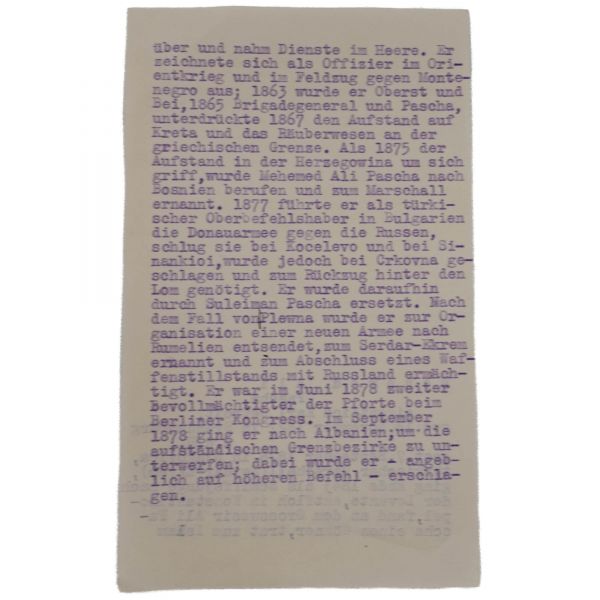 über und nahm Dienste im Heere. Er
zeichnete sich als Offizier im Ori-
entkrieg und im Feldzug gegen Monte-
negro aus; 1863 wurde er Oberst und
Bei,1865 Brigadegeneral und Pascha,
unterdrückte 1867 den Aufstand auf
Kreta und das Räuberwesen an der
griechischen Grenze. Als 1875 der
Aufstand in der Herzegowina um sich
griff,wurde Mehemed Ali Pascha nach
Bosnien berufen und zum Marschall
ernannt. 1877 führte er als türki-
scher Oberbefehlshaber in Bulgarien
die Donauarmee gegen die Russen,
schlug sie bei Kocelevo und bei Si-
nankioi,wurde jedoch bei Crkovna ge-
schlagen und zum Rückzug hinter den
Lom genötigt. Er wurde daraufhin
durch Suleiman Pascha ersetzt. Nach
dem Fall von Plewna wurde er zur Or-
ganisation einer neuen Armee nach
Rumelien entsendet,zum Serdar-Ekrem
ernannt und zum Abschluss eines Waf-
fenstillstands mit Russland ermäch-
tigt. Er war im Juni 1878 zweiter
Bevollmächtigter der Pforte beim
Berliner Kongress. Im September
1878 ging er nach Albanien;um die
aufständischen Grenzbezirke zu un-
terwerfen; dabei wurde er - angeb-
lich auf höheren Befehl - erschla-
gen.